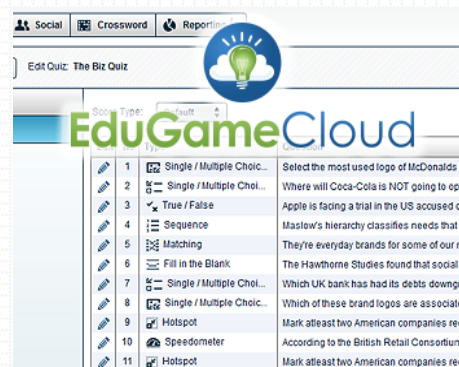 Social Crossword Reporting
Edit Quiz: The Biz Quiz
Score Type: Default
EduGameCloud
Type Question
1 Single / Multiple Choic... Select the most used logo of McDonalds
2 Single / Multiple Choi... Where will Coca-Cola is NOT going to op
3 True / False Apple is facing a trial in the US accused o
4 Sequence Maslow's hierarchy classifies needs that
5 Matching They're everyday brands for some of our
6 Fill in the Blank The Hawthorne Studies found that social
7 Single / Multiple Choi... Which UK bank has had its debts downg
8 Single / Multiple Choic... Which of these brand logos are associat
9 Hotspot Mark atleast two American companies re
10 Speedometer According to the British Retail Consortium
11 Hotspot Mark atleast two American companies re